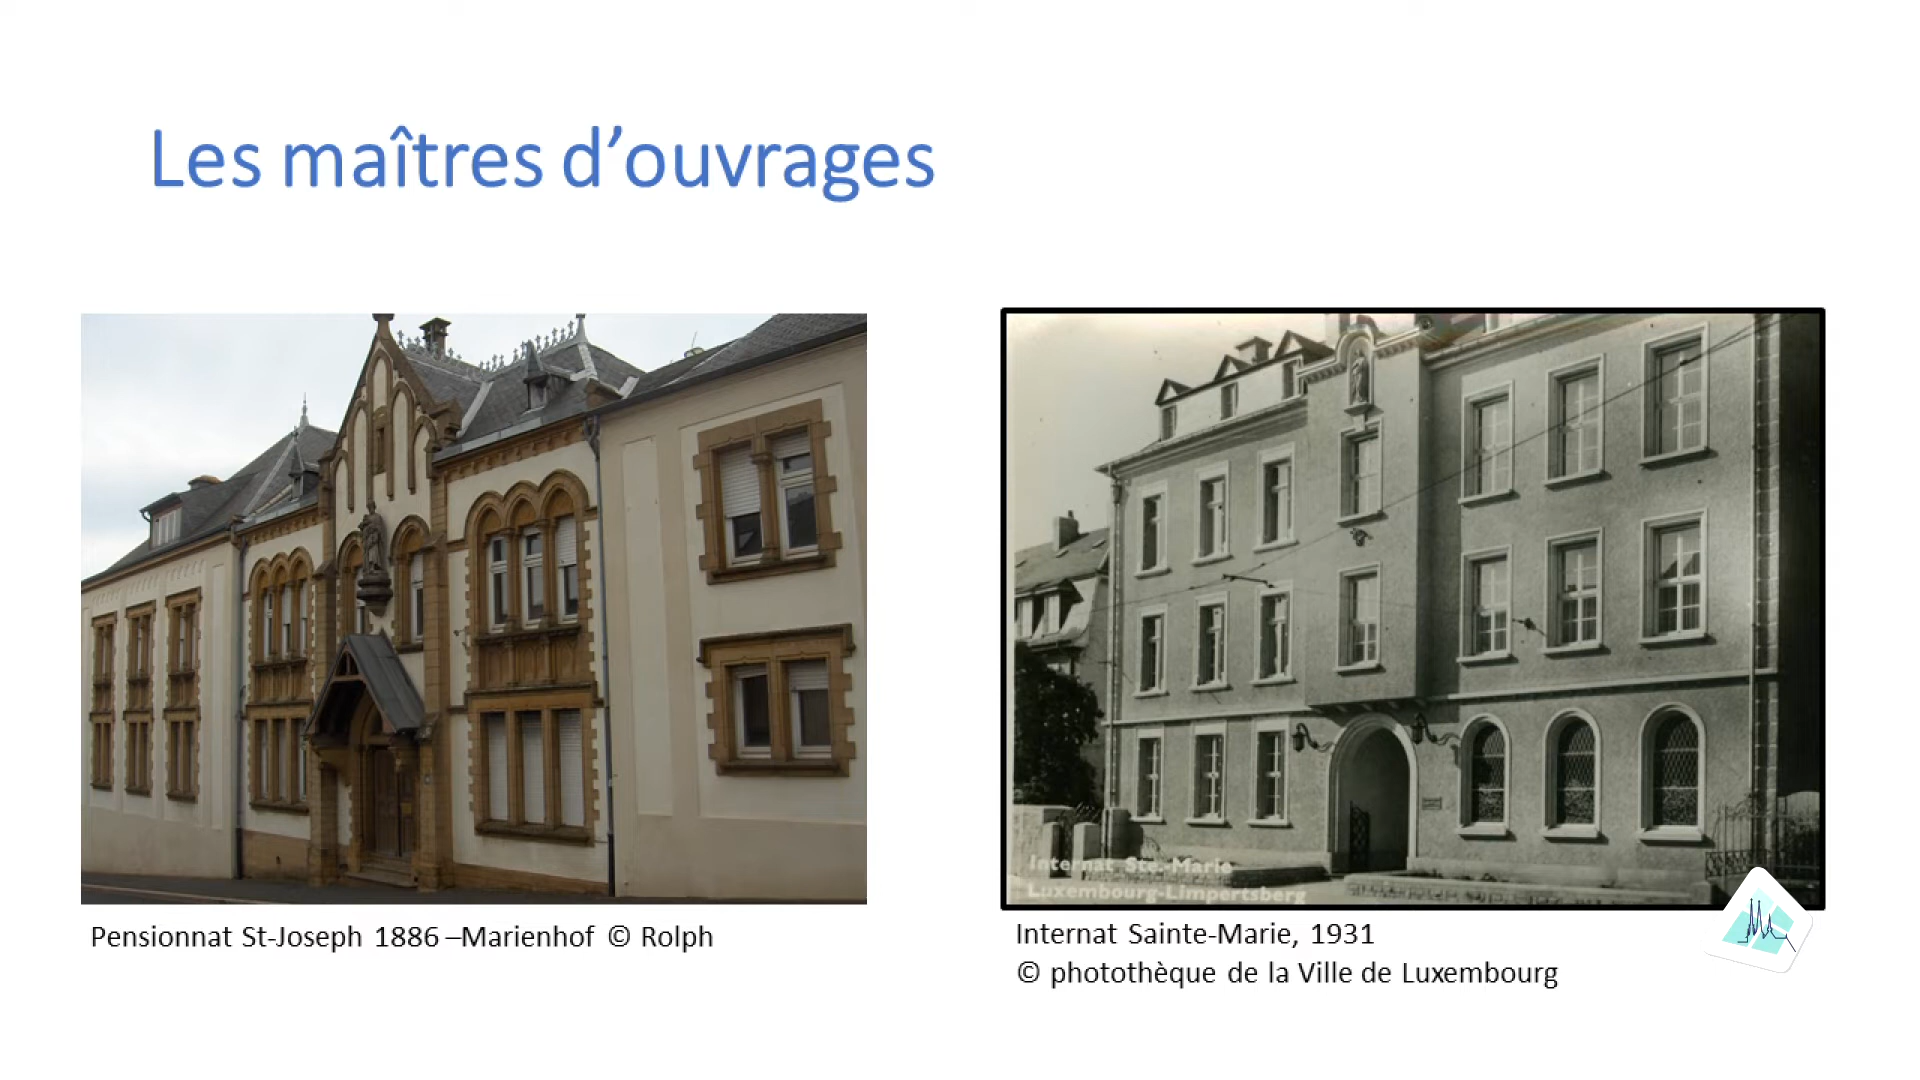 Les maîtres d’ouvrages
Internat Ste.-Marie
Luxembourg-Limpertsberg
Pensionnat St-Joseph 1886 –Marienhof © Rolph
Internat Sainte-Marie, 1931
© photothèque de la Ville de Luxembourg